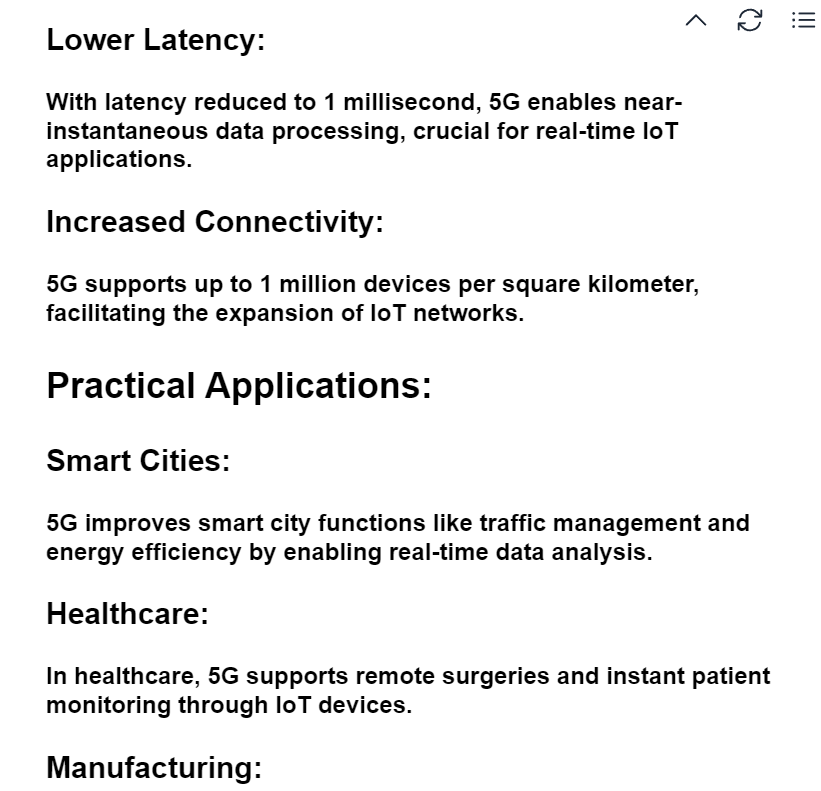 Lower Latency:
With latency reduced to 1 millisecond, 5G enables near-
instantaneous data processing, crucial for real-time IoT
applications.
Increased Connectivity:
5G supports up to 1 million devices per square kilometer,
facilitating the expansion of IoT networks.
Practical Applications:
Smart Cities:
5G improves smart city functions like traffic management and
energy efficiency by enabling real-time data analysis.
Healthcare:
In healthcare, 5G supports remote surgeries and instant patient
monitoring through IoT devices.
Manufacturing: